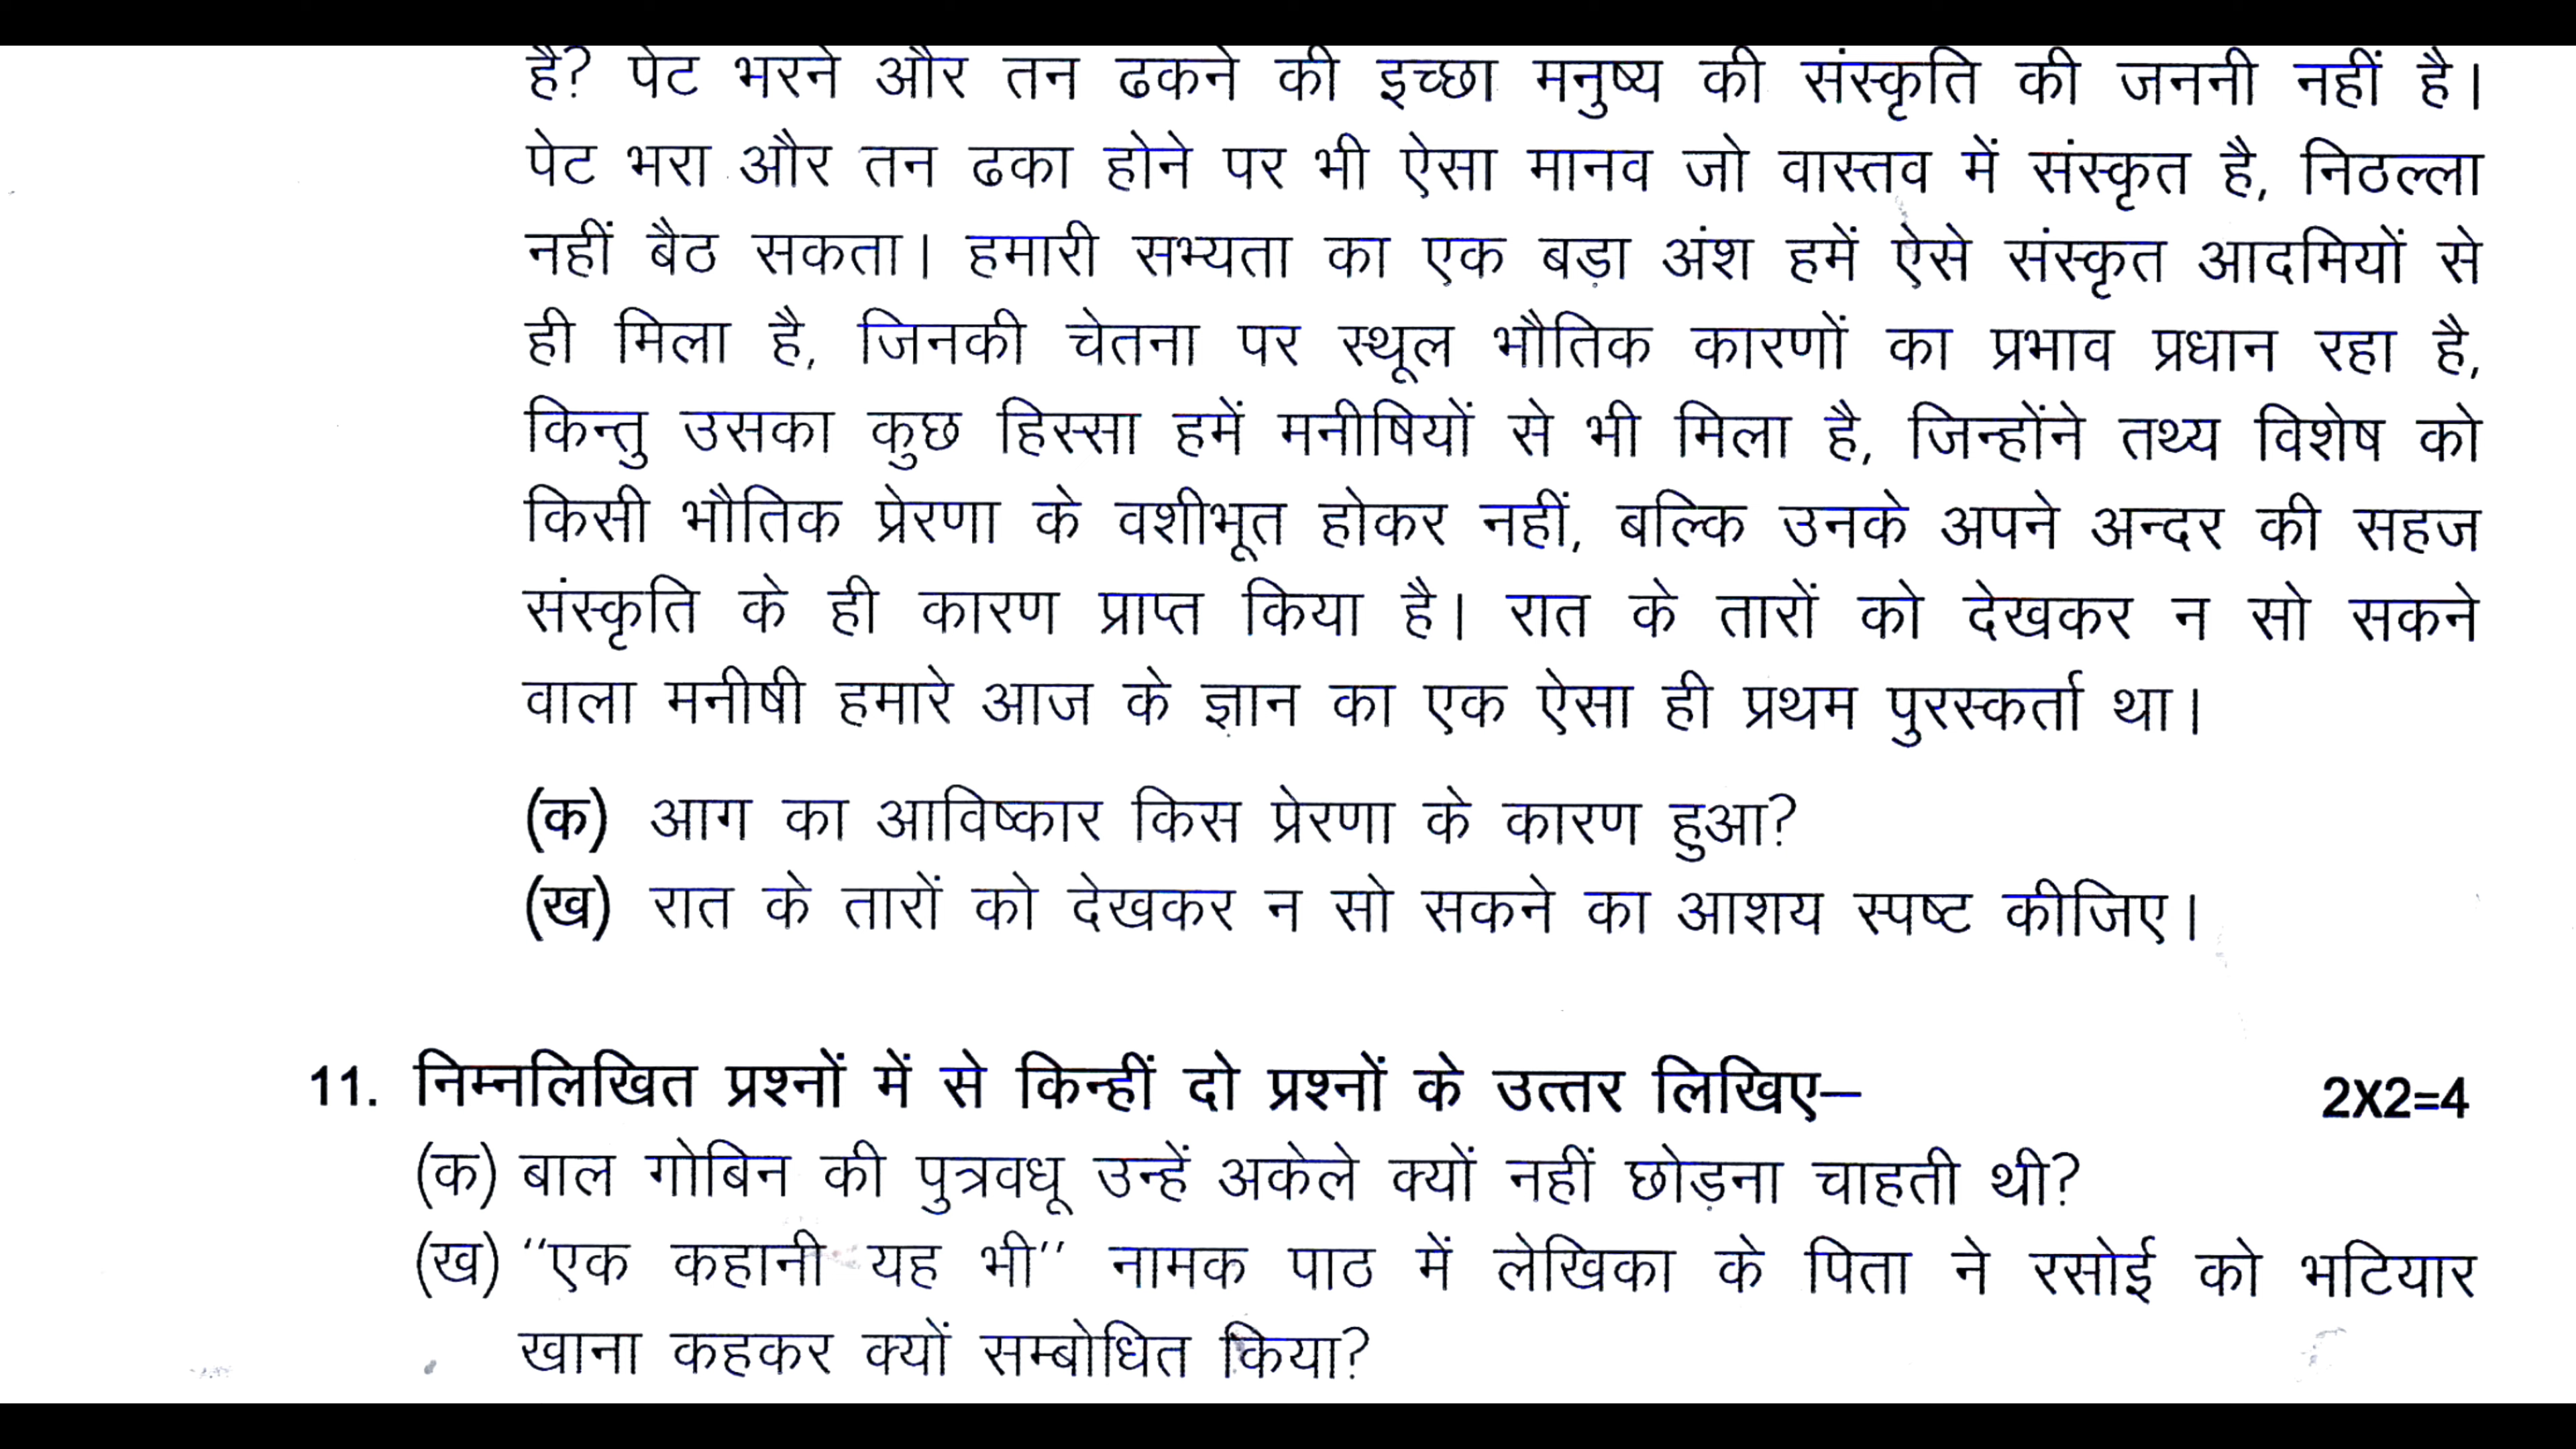 है? पेट भरने और तन ढकने की इच्छा मनुष्य की संस्कृति की जननी नहीं है।
पेट भरा और तन ढका होने पर भी ऐसा मानव जो वास्तव में संस्कृत है, निठल्ला
नहीं बैठ सकता। हमारी सभ्यता का एक बड़ा अंश हमें ऐसे संस्कृत आदमियों से
ही मिला है, जिनकी चेतना पर स्थूल भौतिक कारणों का प्रभाव प्रधान रहा है,
किन्तु उसका कुछ हिस्सा हमें मनीषियों से भी मिला है, जिन्होंने तथ्य विशेष को
किसी भौतिक प्रेरणा के वशीभूत होकर नहीं, बल्कि उनके अपने अन्दर की सहज
संस्कृति के ही कारण प्राप्त किया है। रात के तारों को देखकर न सो सकने
वाला मनीषी हमारे आज के ज्ञान का एक ऐसा ही प्रथम पुरस्कर्ता था।
(क) आग का आविष्कार किस प्रेरणा के कारण हुआ?
(ख) रात के तारों को देखकर न सो सकने का आशय स्पष्ट कीजिए।
11. निम्नलिखित प्रश्नों में से किन्हीं दो प्रश्नों के उत्तर लिखिए– 2X2=4
(क) बाल गोबिन की पुत्रवधू उन्हें अकेले क्यों नहीं छोड़ना चाहती थी?
(ख) ''एक कहानी यह भी'' नामक पाठ में लेखिका के पिता ने रसोई को भटियार
खाना कहकर क्यों सम्बोधित किया?